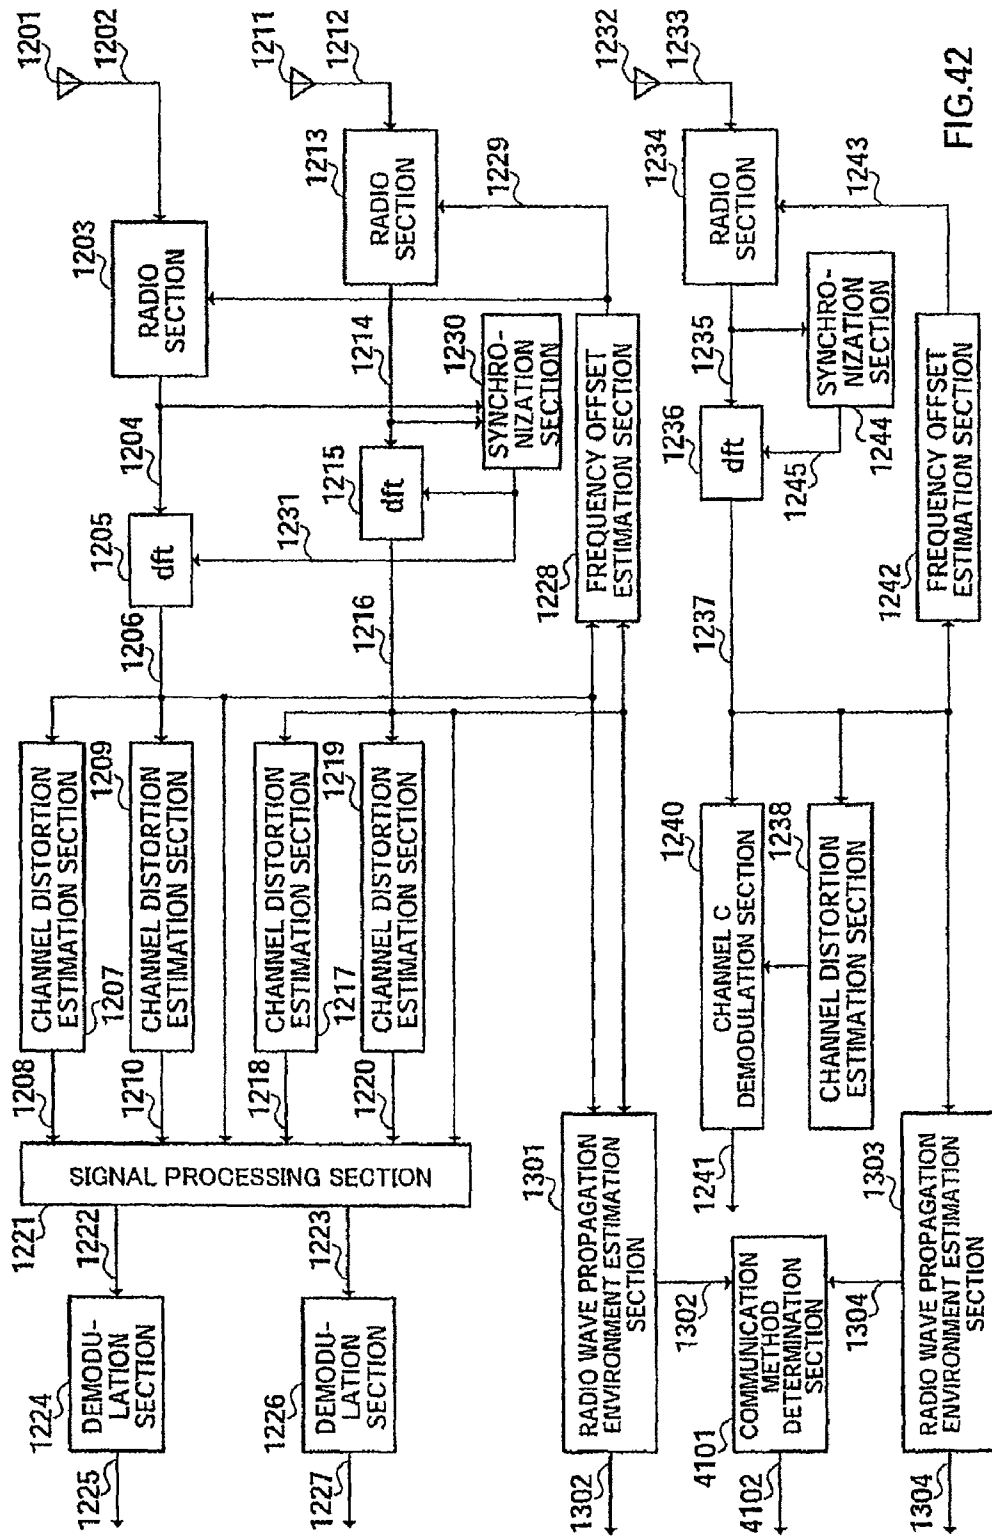 1225
1224
DEMODU-
LATION
SECTION
1222
1221
SIGNAL PROCESSING SECTION
1208
1207
CHANNEL DISTORTION
ESTIMATION SECTION
1210
1209
CHANNEL DISTORTION
ESTIMATION SECTION
1206
1205
dft
1204
1203
RADIO
SECTION
1202
1201
1227
1226
DEMODU-
LATION
SECTION
1223
1218
1217
CHANNEL DISTORTION
ESTIMATION SECTION
1220
1219
CHANNEL DISTORTION
ESTIMATION SECTION
1216
1231
1215
dft
1214
1213
RADIO
SECTION
1212
1211
1230
SYNCHRO-
NIZATION
SECTION
1229
1302
1301
RADIO WAVE PROPAGATION
ENVIRONMENT ESTIMATION
SECTION
1228
FREQUENCY OFFSET
ESTIMATION SECTION
1302
4102
4101
COMMUNICATION
METHOD
DETERMINATION
SECTION
1304
1241
1240
CHANNEL C
DEMODULATION SECTION
1238
CHANNEL DISTORTION
ESTIMATION SECTION
1237
1236
dft
1235
1234
RADIO
SECTION
1233
1232
1245
1244
SYNCHRO-
NIZATION
SECTION
1243
1304
1303
RADIO WAVE PROPAGATION
ENVIRONMENT ESTIMATION
SECTION
1242
FREQUENCY OFFSET
ESTIMATION SECTION
FIG.42